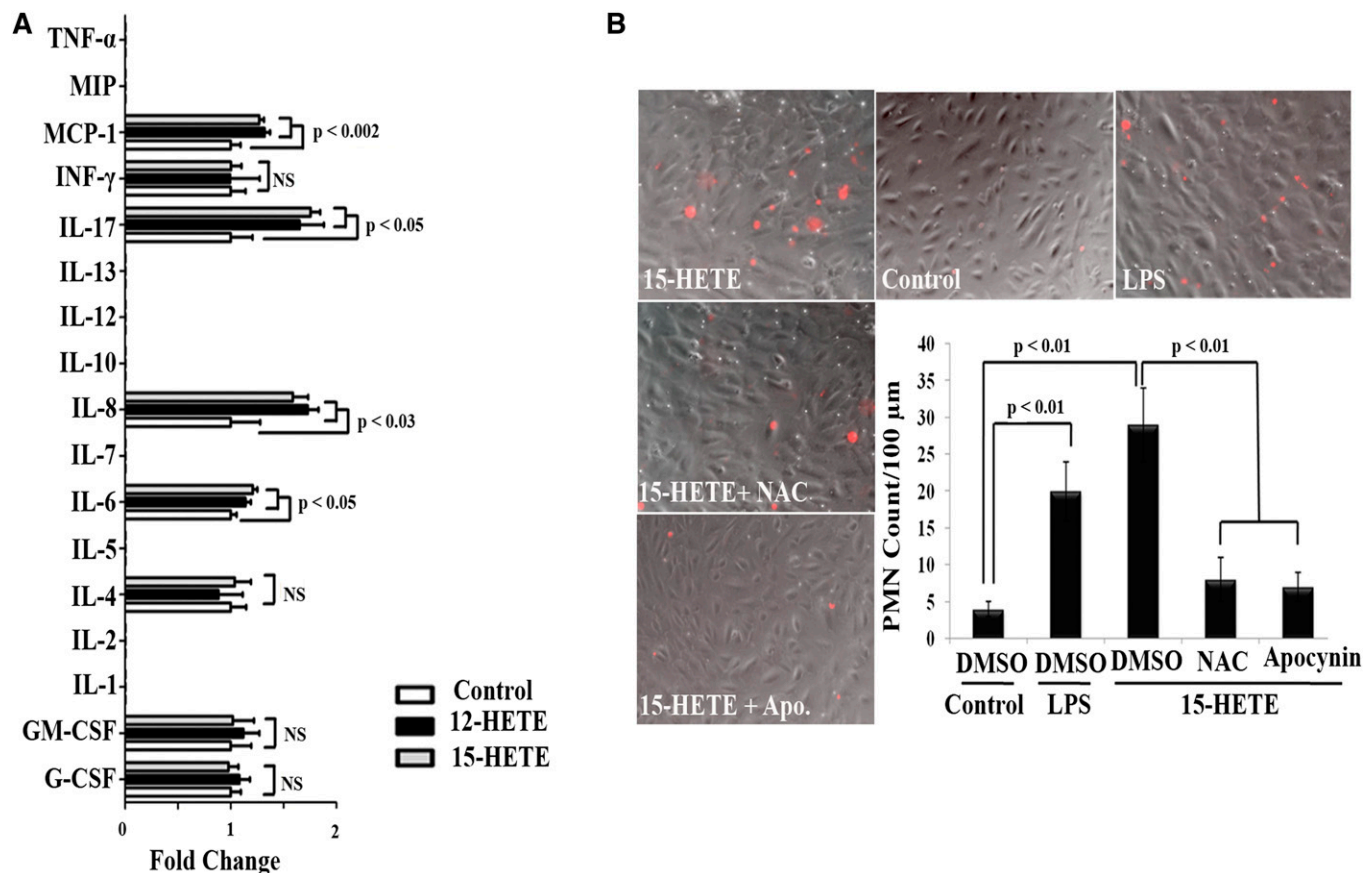 A
TNF-α
MIP
MCP-1
p < 0.002
INF-γ
NS
IL-17
p < 0.05
IL-13
IL-12
IL-10
IL-8
p < 0.03
IL-7
IL-6
p < 0.05
IL-5
IL-4
NS
IL-2
IL-1
GM-CSF
NS
G-CSF
NS
Control
12-HETE
15-HETE
0 1 2
Fold Change
B
15-HETE
Control
LPS
15-HETE+ NAC
15-HETE + Apo.
PMN Count/100 µm
40
35
30
25
20
15
10
5
0
p < 0.01
p < 0.01
p < 0.01
DMSO DMSO DMSO NAC Apocynin
Control LPS 15-HETE